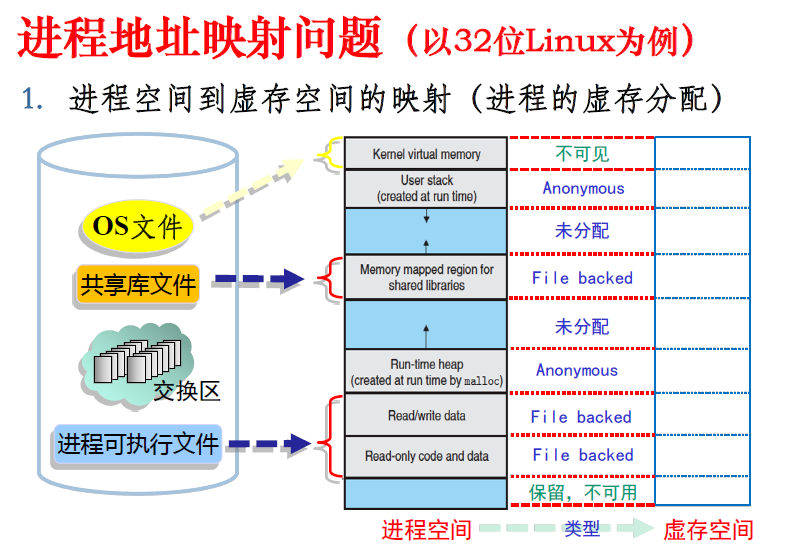 进程地址映射问题（以32位Linux为例）
1. 进程空间到虚存空间的映射（进程的虚存分配）
OS文件
共享库文件
交换区
进程可执行文件
Kernel virtual memory
不可见
User stack
(created at run time)
Anonymous
未分配
Memory mapped region for
shared libraries
File backed
未分配
Run-time heap
(created at run time by malloc)
Anonymous
Read/write data
File backed
Read-only code and data
File backed
保留，不可用
进程空间
类型
虚存空间